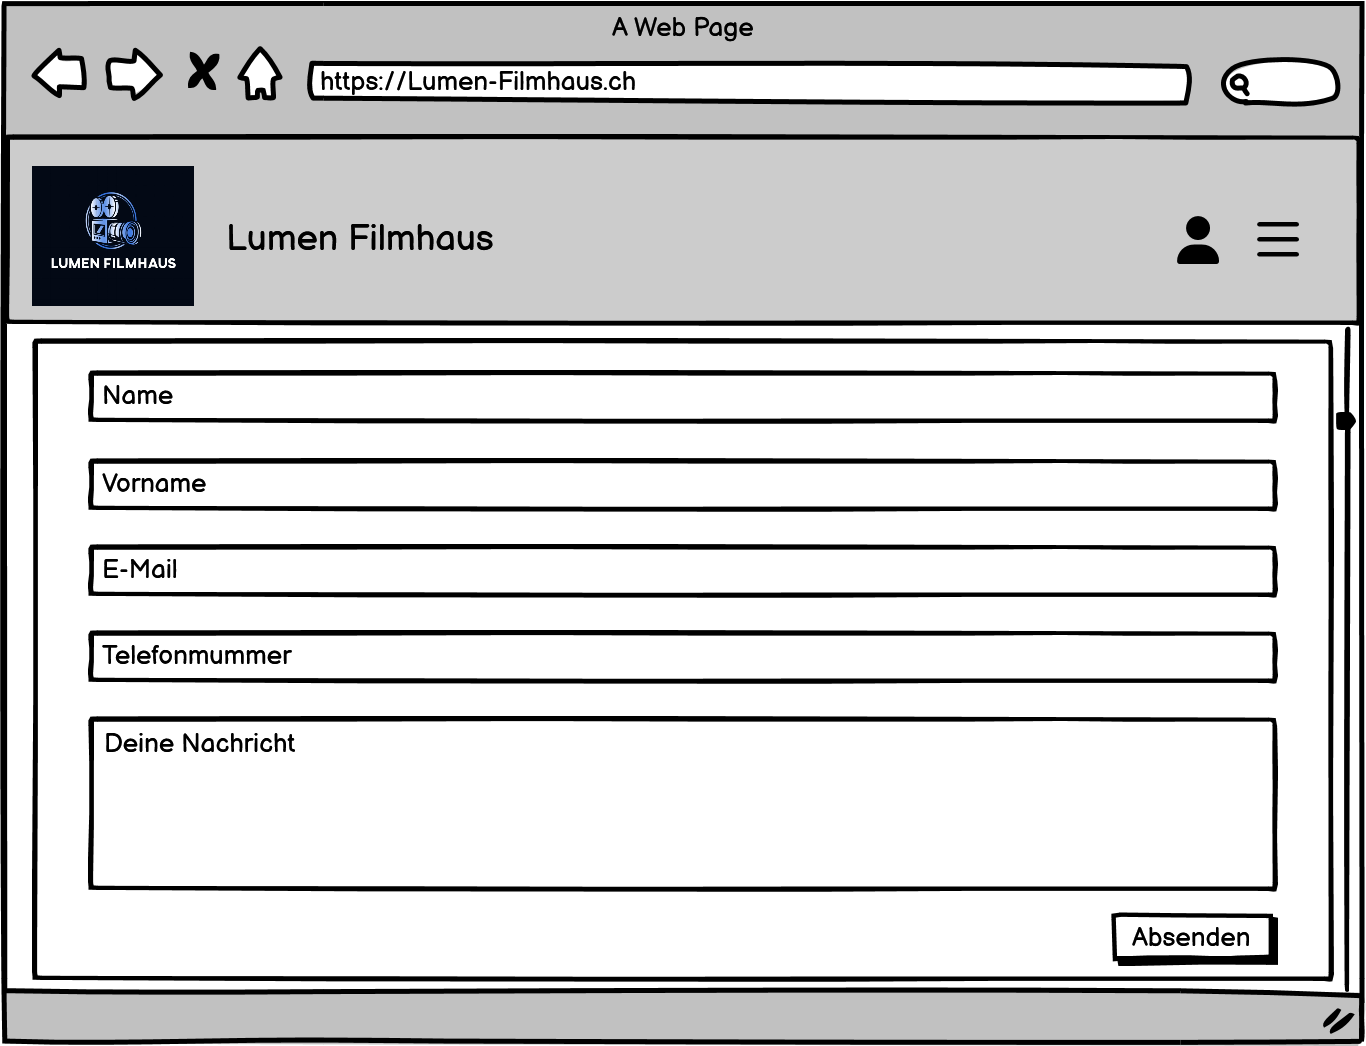 A Web Page
https://Lumen-Filmhaus.ch
LUMEN FILMHAUS
Lumen Filmhaus
Name
Vorname
E-Mail
Telefonmummer
Deine Nachricht
Absenden